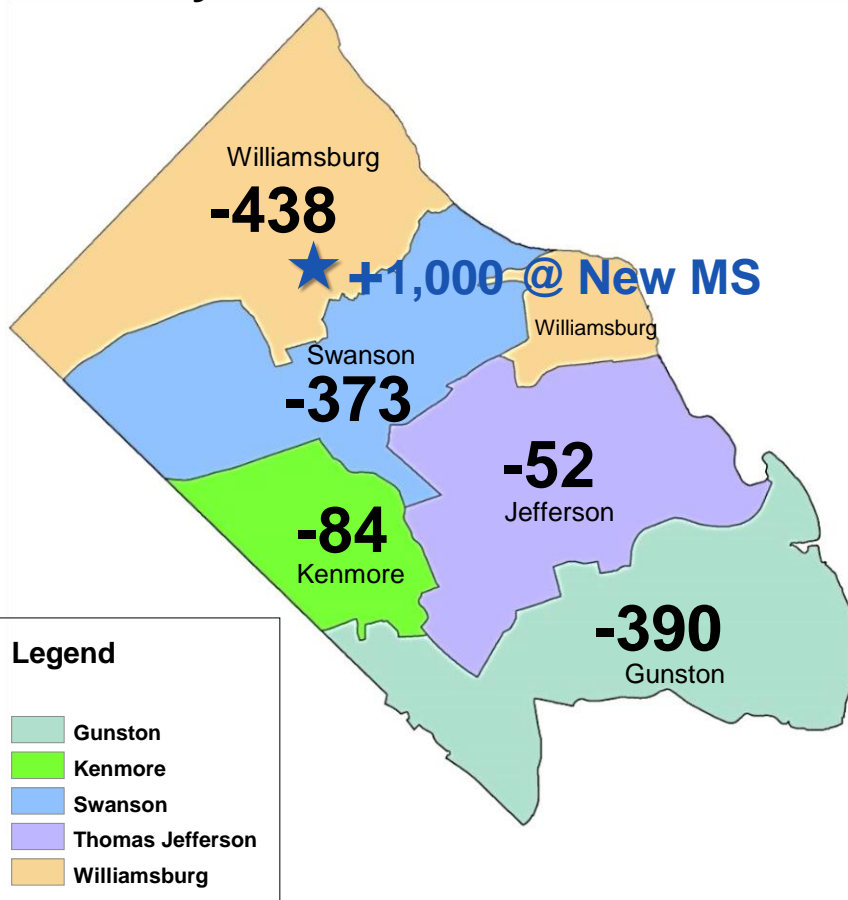 Williamsburg
-438
+1,000 @ New MS
Williamsburg
Swanson
-373
-52
Jefferson
-84
Kenmore
-390
Gunston
Legend
Gunston
Kenmore
Swanson
Thomas Jefferson
Williamsburg